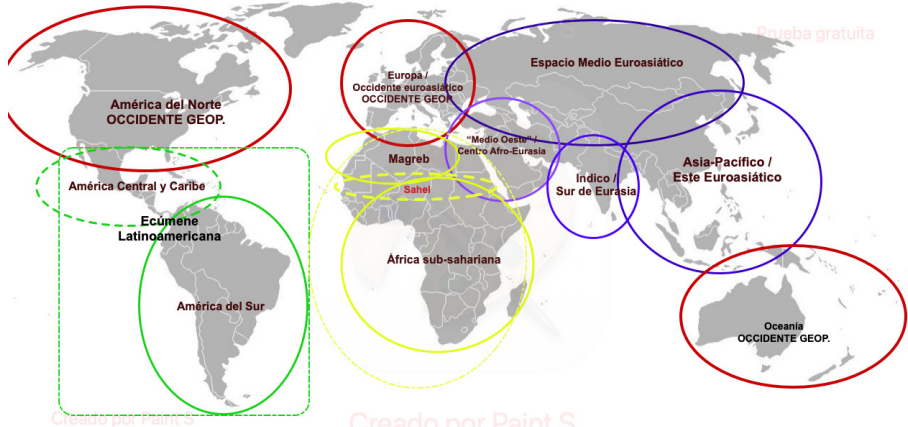 Prueba gratuita
Europa /
Occidente euroasiático
OCCIDENTE GEOP.
Espacio Medio Euroasiático
América del Norte
OCCIDENTE GEOP.
“Medio Oeste” /
Centro Afro-Eurasia
Magreb
Asia-Pacífico /
Este Euroasiático
Indico /
Sur de Eurasia
América Central y Caribe
Sahel
Ecúmene
Latinoamericana
África sub-sahariana
América del Sur
Oceanía
OCCIDENTE GEOP.
Creado por Paint S
Creado por Paint S